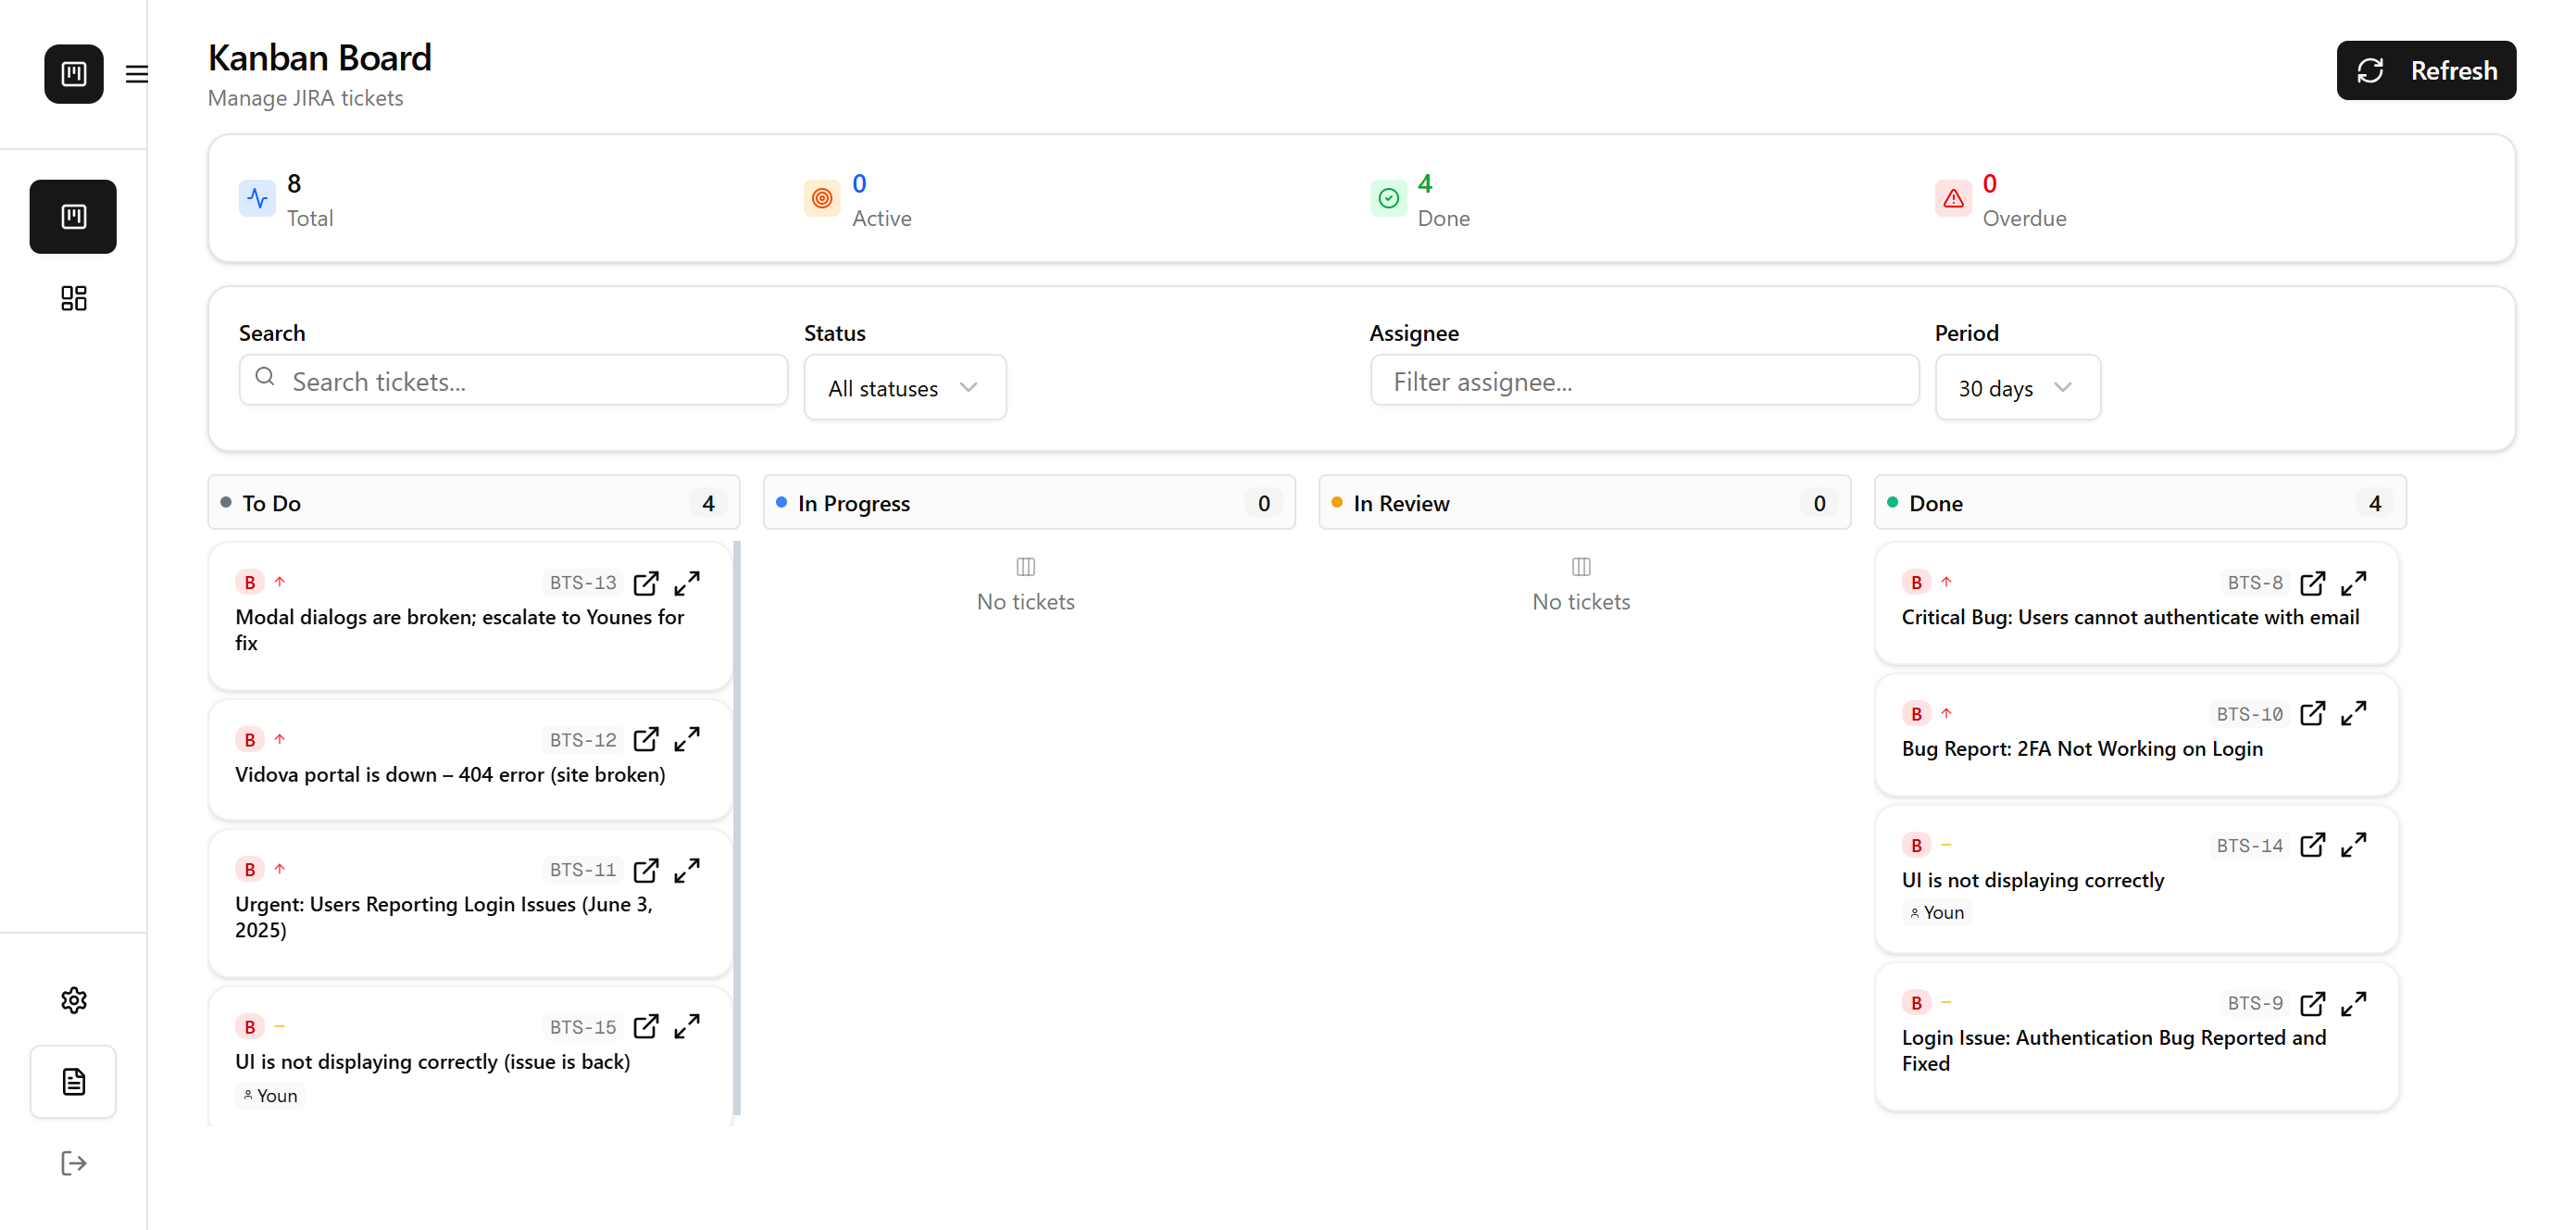 Kanban Board
Manage JIRA tickets
Refresh
8
Total
0
Active
4
Done
0
Overdue
Search
Search tickets...
Status
All statuses
Assignee
Filter assignee...
Period
30 days
To Do
4
B
BTS-13
Modal dialogs are broken; escalate to Younes for
fix
B
BTS-12
Vidova portal is down – 404 error (site broken)
B
BTS-11
Urgent: Users Reporting Login Issues (June 3,
2025)
B
BTS-15
UI is not displaying correctly (issue is back)
Youn
In Progress
0
No tickets
In Review
0
No tickets
Done
4
B
BTS-8
Critical Bug: Users cannot authenticate with email
B
BTS-10
Bug Report: 2FA Not Working on Login
B
BTS-14
UI is not displaying correctly
Youn
B
BTS-9
Login Issue: Authentication Bug Reported and
Fixed